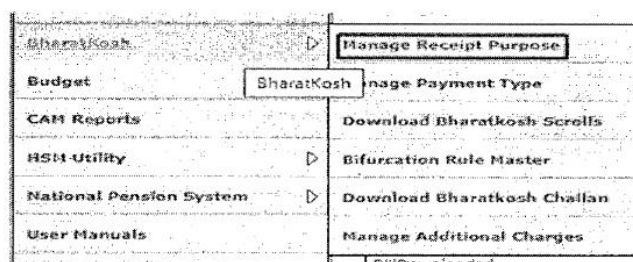 BharatKosh
Budget
BharatKosh
CAM Reports
HSM Utility
National Pension System
User Manuals
Manage Receipt Purpose
nage Payment Type
Download Bharatkosh Scrolls
Bifurcation Rule Master
Download Bharatkosh Challan
Manage Additional Charges